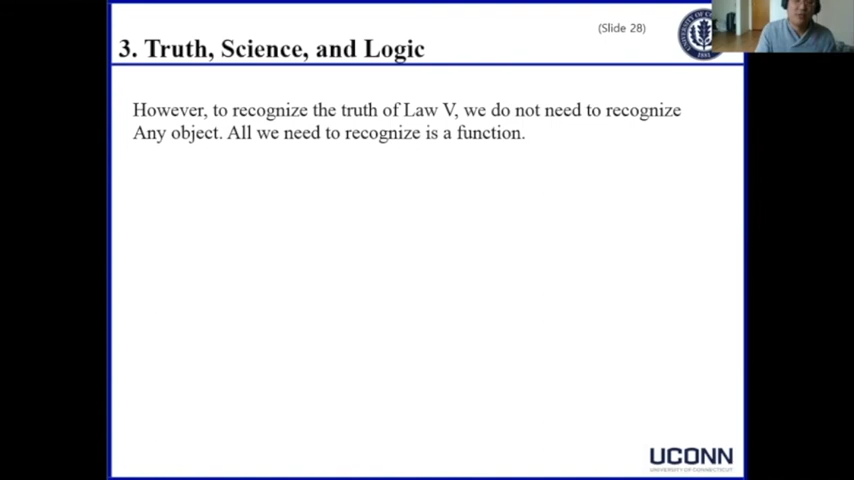 (Slide 28)
3. Truth, Science, and Logic
However, to recognize the truth of Law V, we do not need to recognize
Any object. All we need to recognize is a function.
UCONN
UNIVERSITY OF CONNECTICUT